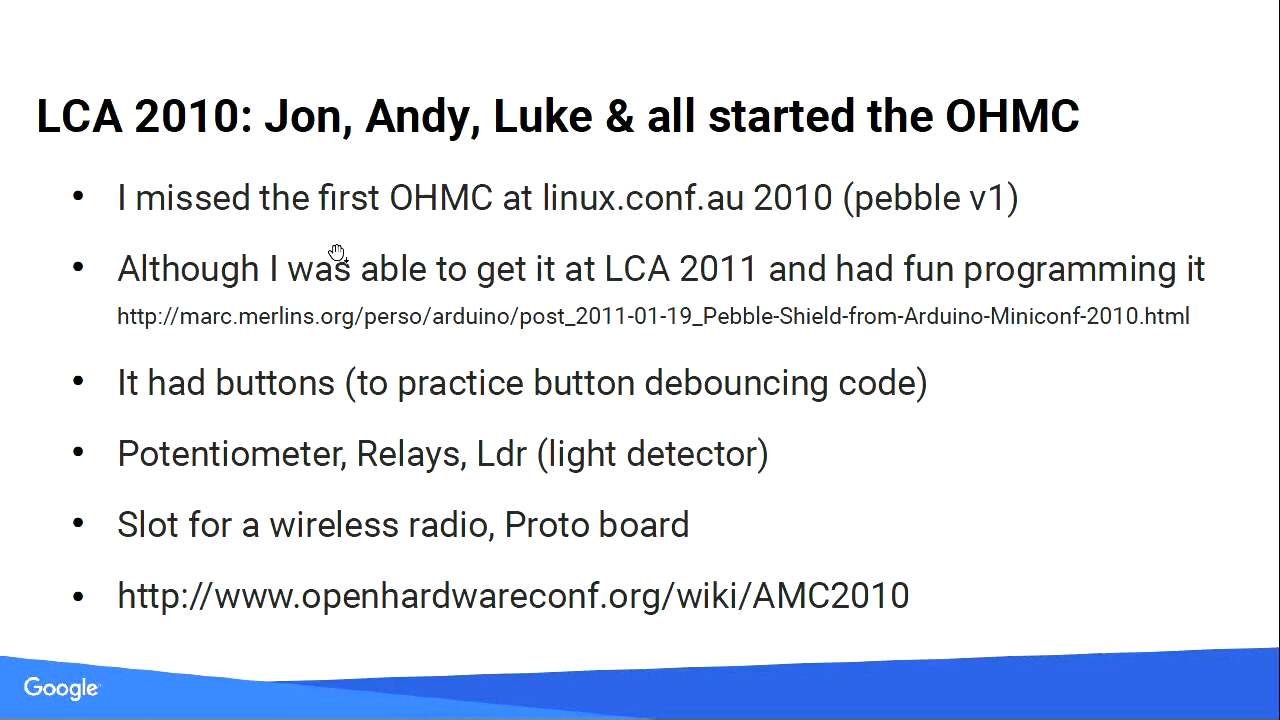 LCA 2010: Jon, Andy, Luke & all started the OHMC
• I missed the first OHMC at linux.conf.au 2010 (pebble v1)
• Although I was able to get it at LCA 2011 and had fun programming it
http://marc.merlins.org/perso/arduino/post_2011-01-19_Pebble-Shield-from-Arduino-Miniconf-2010.html
• It had buttons (to practice button debouncing code)
• Potentiometer, Relays, Ldr (light detector)
• Slot for a wireless radio, Proto board
• http://www.openhardwareconf.org/wiki/AMC2010
Google